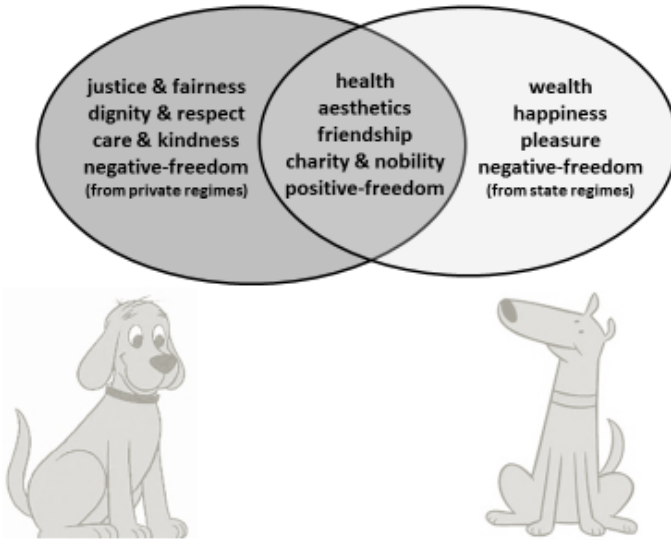 justice & fairness
dignity & respect
care & kindness
negative-freedom
(from private regimes)
health
aesthetics
friendship
charity & nobility
positive-freedom
wealth
happiness
pleasure
negative-freedom
(from state regimes)